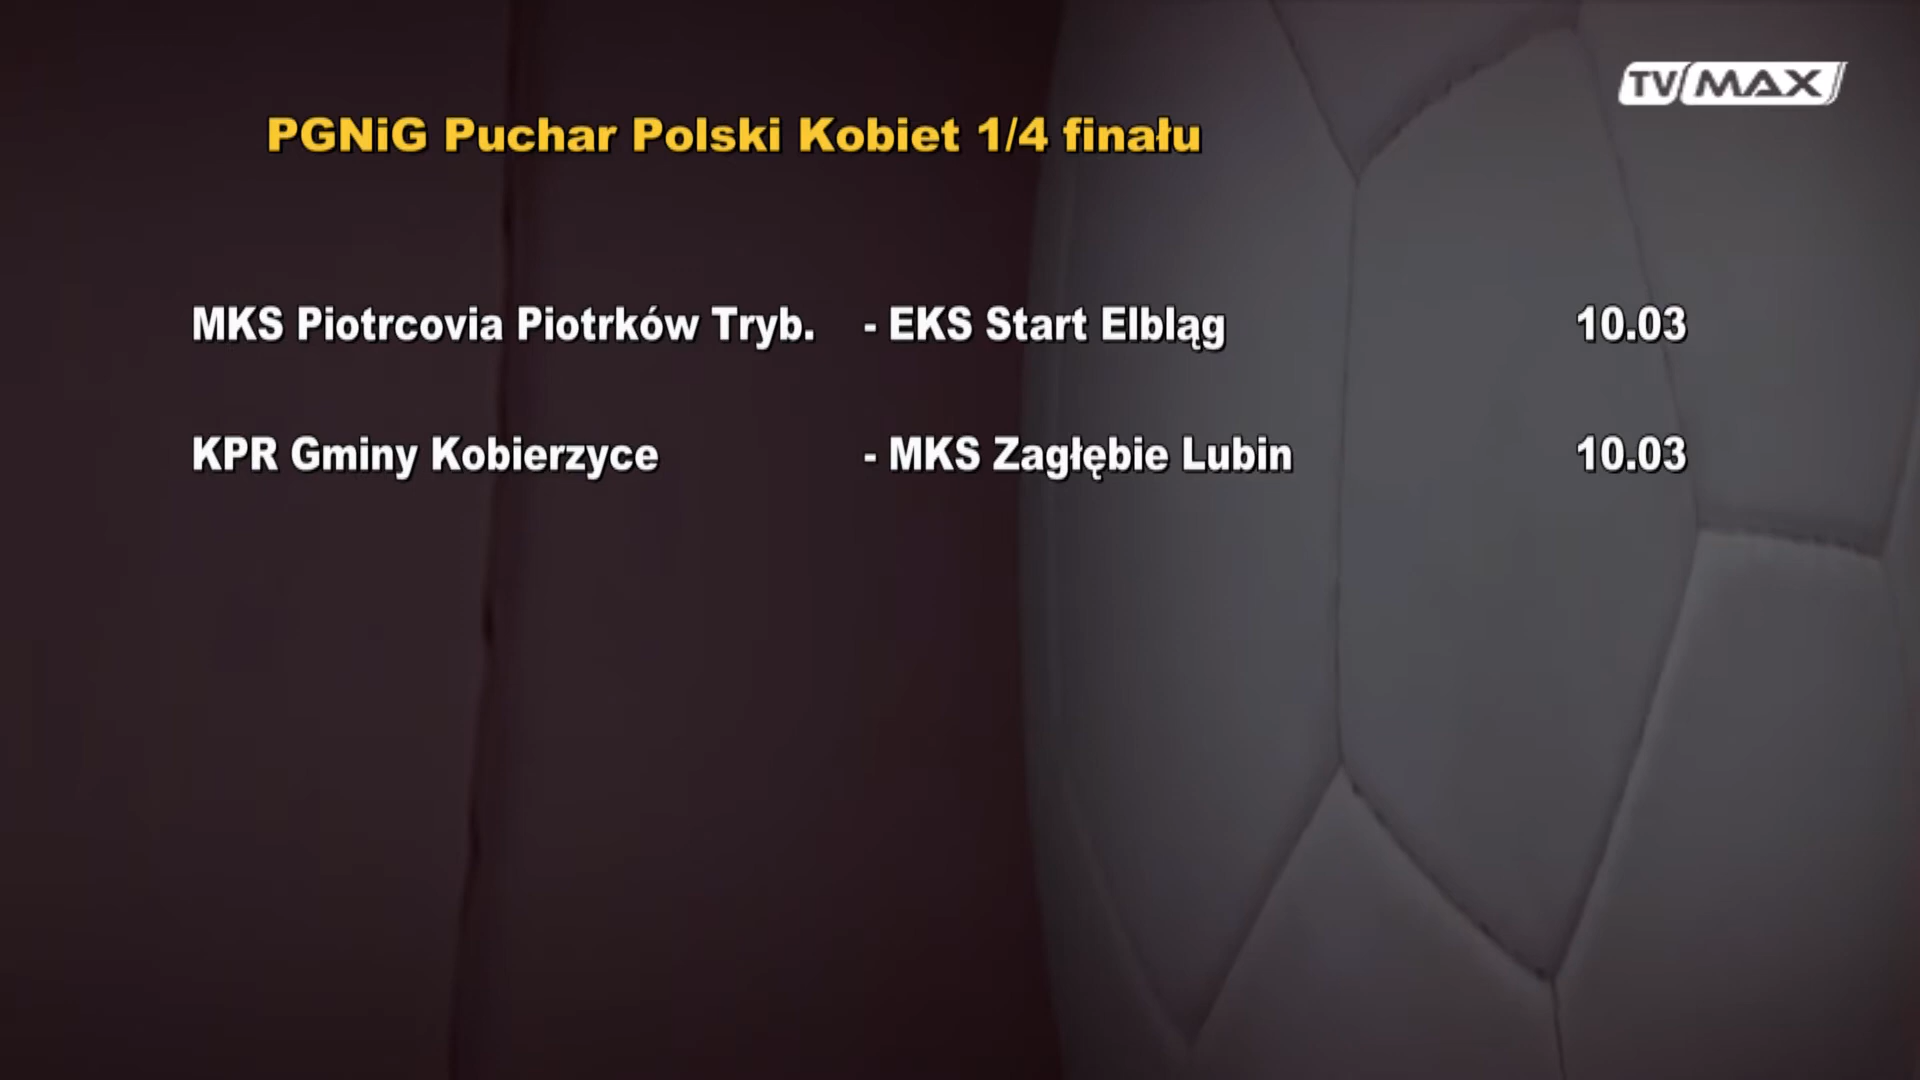 TV MAX
PGNiG Puchar Polski Kobiet 1/4 finału
MKS Piotrcovia Piotrków Tryb. - EKS Start Elbląg 10.03
KPR Gminy Kobierzyce - MKS Zagłębie Lubin 10.03